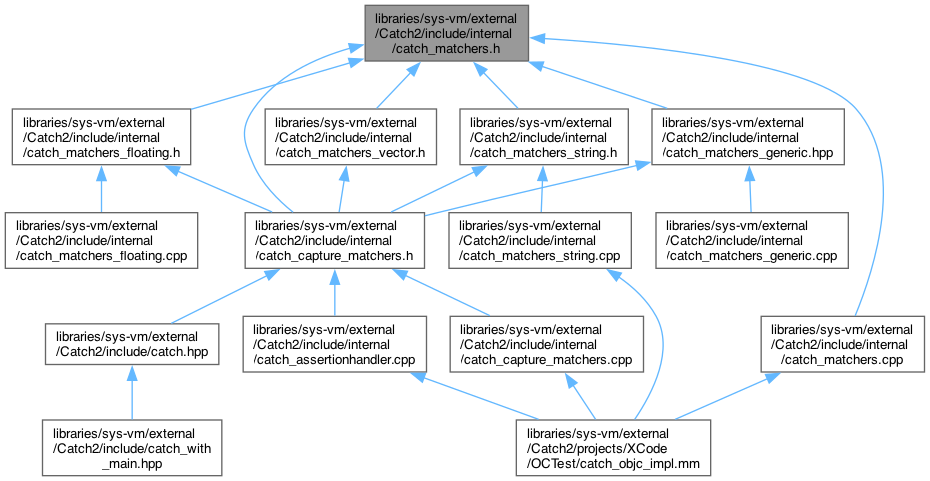 libraries/sys-vm/external
/Catch2/include/internal
/catch_matchers.h
libraries/sys-vm/external
/Catch2/include/internal
/catch_matchers_floating.h
libraries/sys-vm/external
/Catch2/include/internal
/catch_matchers_vector.h
libraries/sys-vm/external
/Catch2/include/internal
/catch_matchers_string.h
libraries/sys-vm/external
/Catch2/include/internal
/catch_matchers_generic.hpp
libraries/sys-vm/external
/Catch2/include/internal
/catch_matchers_floating.cpp
libraries/sys-vm/external
/Catch2/include/internal
/catch_capture_matchers.h
libraries/sys-vm/external
/Catch2/include/internal
/catch_matchers_string.cpp
libraries/sys-vm/external
/Catch2/include/internal
/catch_matchers_generic.cpp
libraries/sys-vm/external
/Catch2/include/catch.hpp
libraries/sys-vm/external
/Catch2/include/internal
/catch_assertionhandler.cpp
libraries/sys-vm/external
/Catch2/include/internal
/catch_capture_matchers.cpp
libraries/sys-vm/external
/Catch2/include/internal
/catch_matchers.cpp
libraries/sys-vm/external
/Catch2/include/catch_with
_main.hpp
libraries/sys-vm/external
/Catch2/projects/XCode
/OCTest/catch_objc_impl.mm